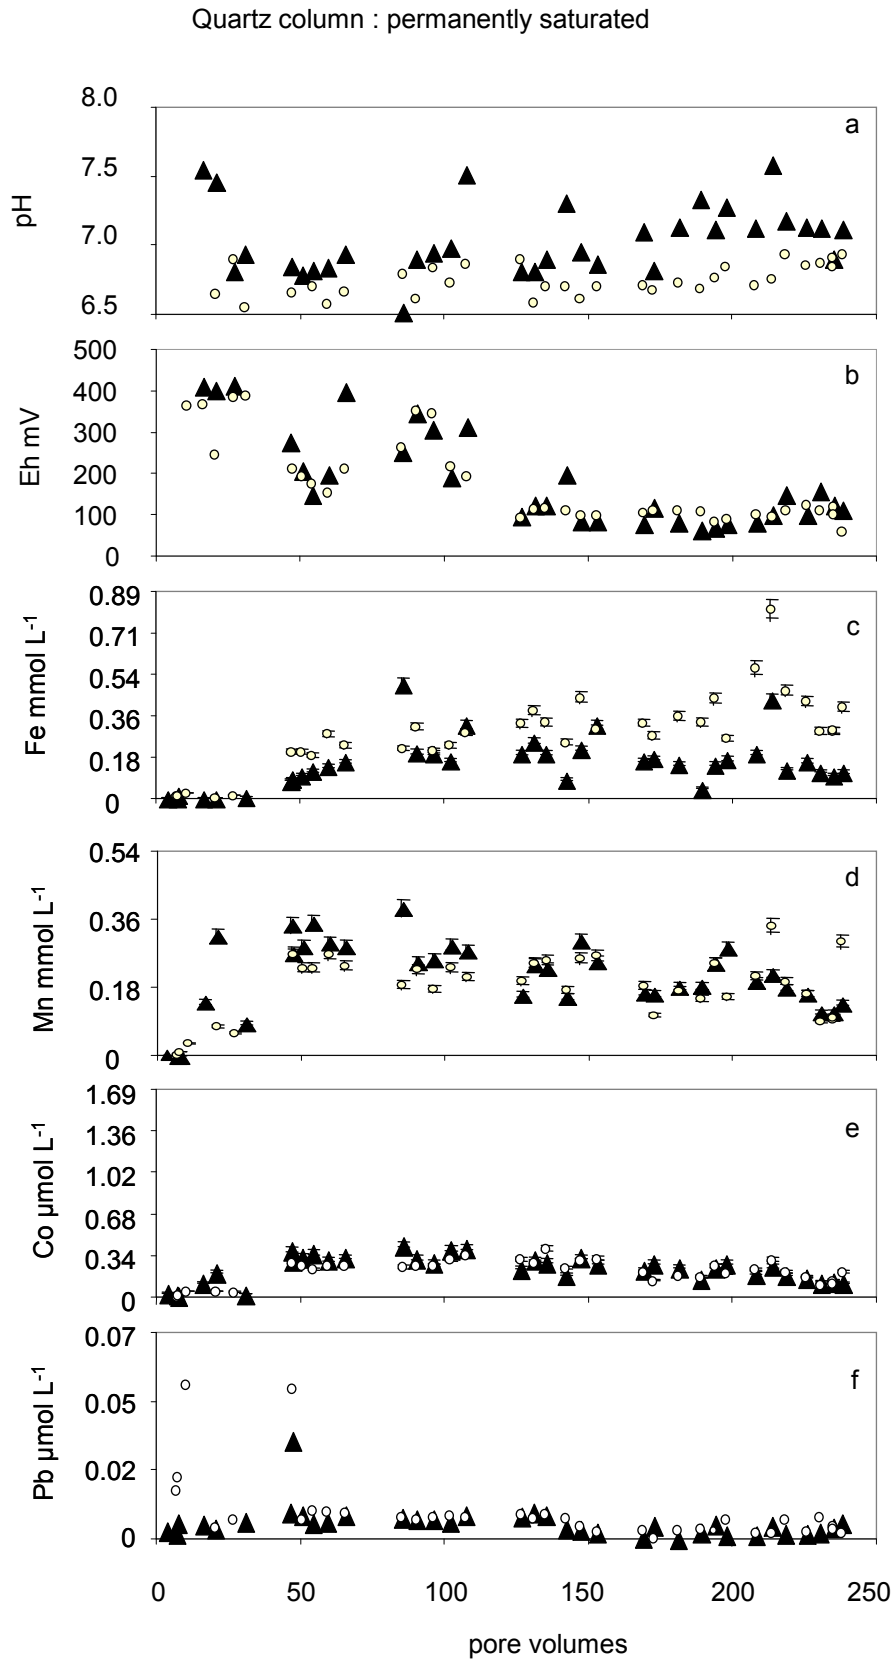 Quartz column : permanently saturated
8.0
7.5
7.0
6.5
pH
a
500
400
300
200
100
0
Eh mV
b
0.89
0.71
0.54
0.36
0.18
0
Fe mmol L-1
c
0.54
0.36
0.18
0
Mn mmol L-1
d
1.69
1.36
1.02
0.68
0.34
0
Co µmol L-1
e
0.07
0.05
0.02
0
Pb µmol L-1
f
0 50 100 150 200 250
pore volumes